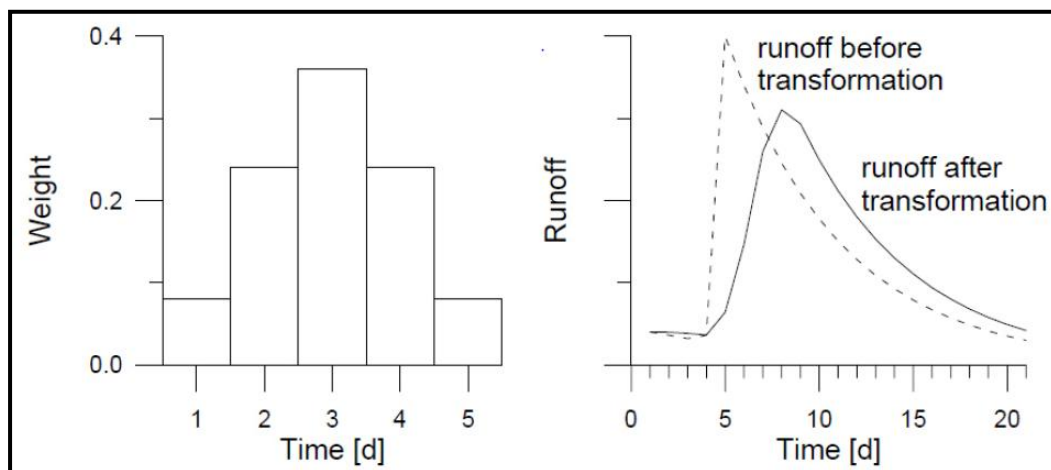 0.4
0.2
0.0
Weight
1 2 3 4 5
Time [d]
runoff before
transformation
runoff after
transformation
Runoff
0 5 10 15 20
Time [d]